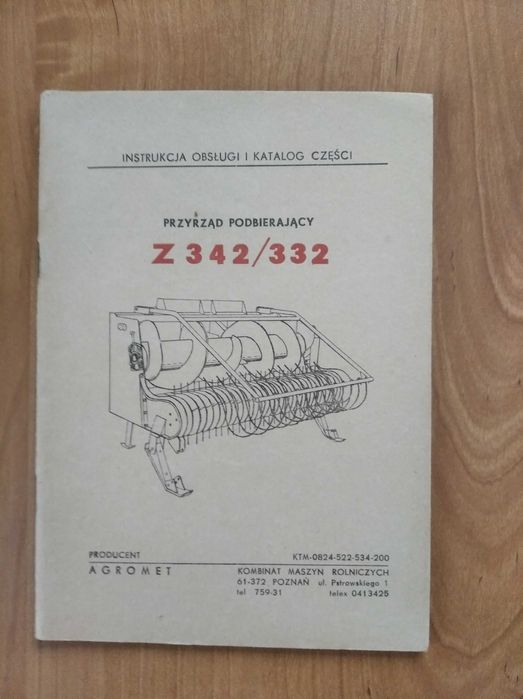 INSTRUKCJA OBSŁUGI I KATALOG CZĘŚCI
PRZYRZĄD PODBIERAJĄCY
Z 342/332
PRODUCENT
AGROMET
KTM-0824-522-534-200
KOMBINAT MASZYN ROLNICZYCH
61-372 POZNAŃ ul. Pstrowskiego 1
tel 759-31 telex 0413425